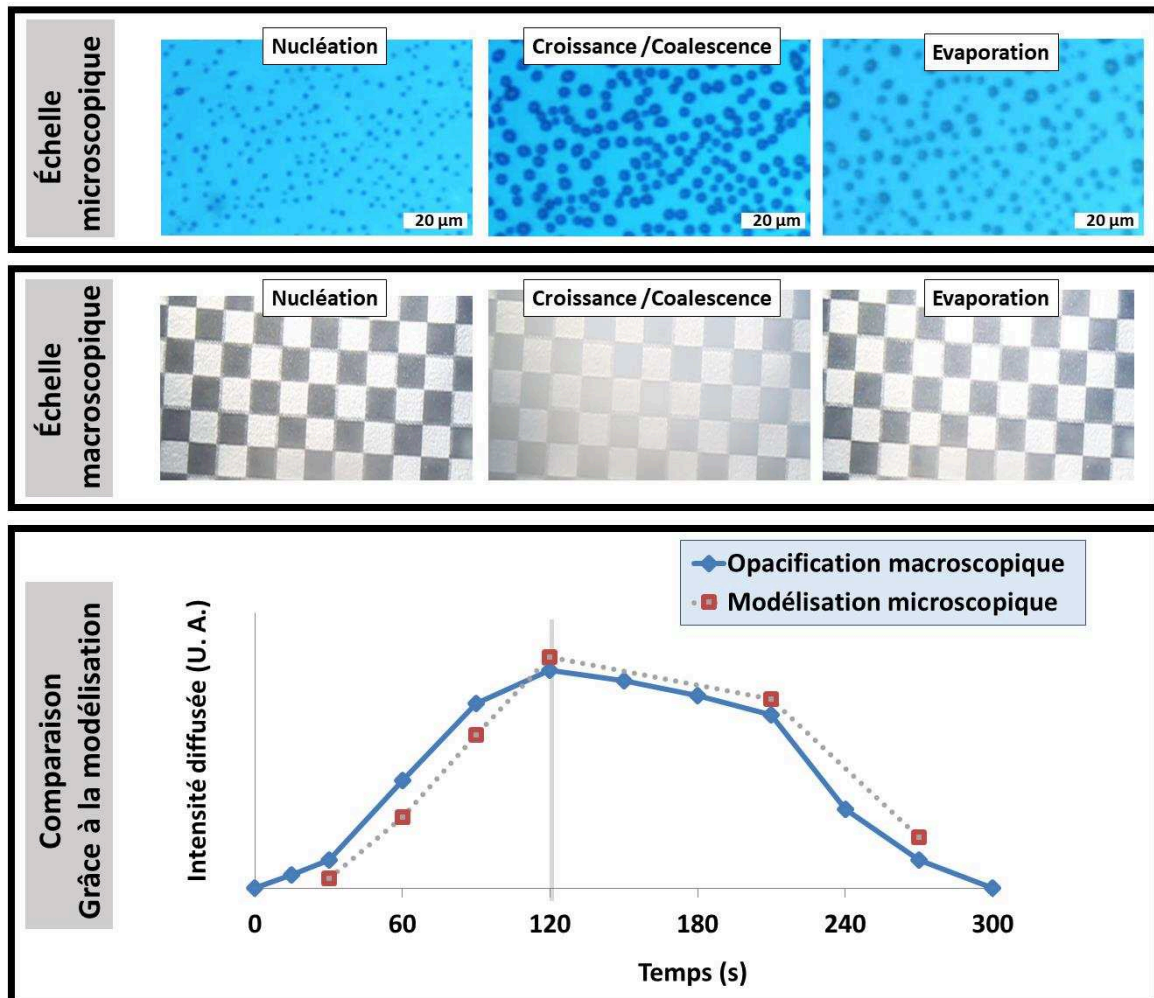 Échelle
microscopique
Nucléation
Croissance /Coalescence
Evaporation
20 µm
20 µm
20 µm
Échelle
macroscopique
Nucléation
Croissance /Coalescence
Evaporation
Comparaison
Grâce à la modélisation
Opacification macroscopique
Modélisation microscopique
Intensité diffusée (U. A.)
0 60 120 180 240 300
Temps (s)